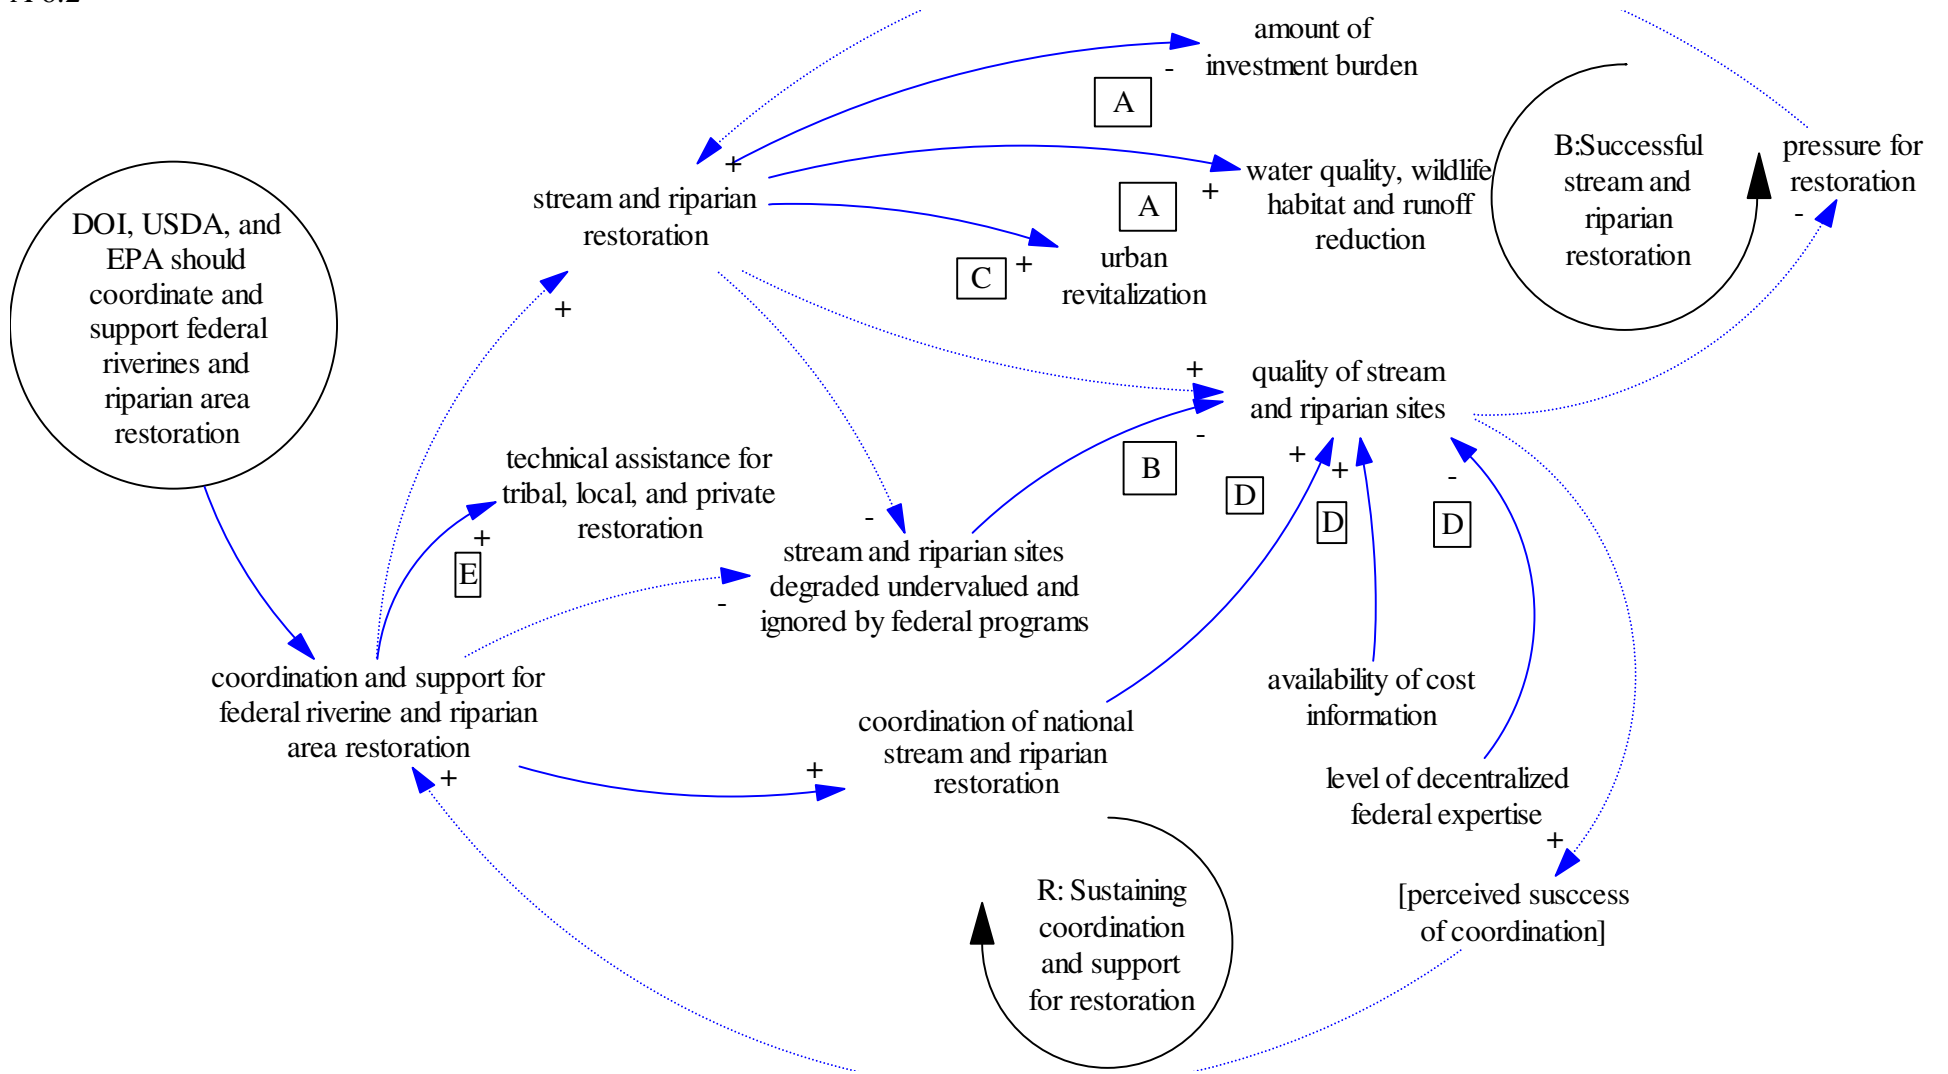 amount of
investment burden
-
A
B:Successful
stream and
riparian
restoration
pressure for
restoration
-
+
water quality, wildlife
habitat and runoff
reduction
+
A
stream and riparian
restoration
urban
revitalization
+
C
DOI, USDA, and
EPA should
coordinate and
support federal
riverines and
riparian area
restoration
+
quality of stream
and riparian sites
+
-
B
+
D
+
D
-
D
technical assistance for
tribal, local, and private
restoration
+
E
-
stream and riparian sites
degraded undervalued and
ignored by federal programs
-
coordination and support for
federal riverine and riparian
area restoration
+
+
coordination of national
stream and riparian
restoration
availability of cost
information
level of decentralized
federal expertise
+
[perceived susccess
of coordination]
R: Sustaining
coordination
and support
for restoration